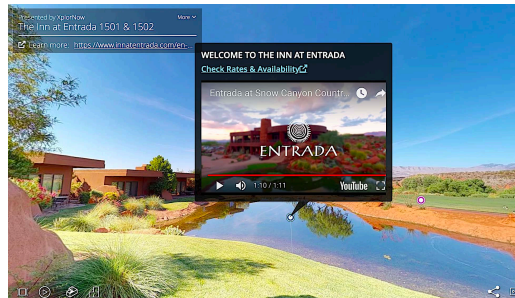 Presented by XplorNow
More
The Inn at Entrada 1501 & 1502
Learn more: https://www.innatentrada.com/en-...
WELCOME TO THE INN AT ENTRADA
Check Rates & Availability
Entrada at Snow Canyon Countr...
ENTRADA
1:10 / 1:11
YouTube